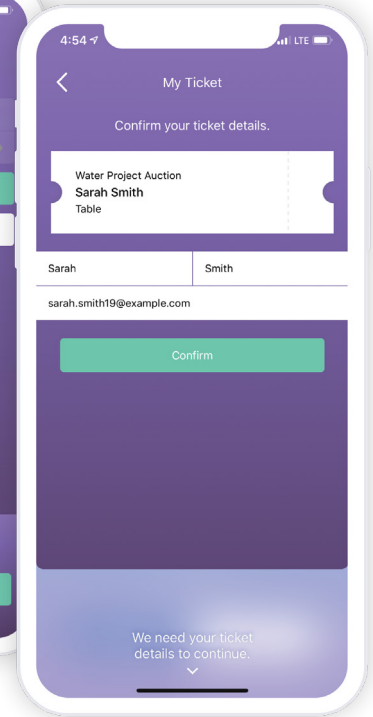 4:54 LTE
My Ticket
Confirm your ticket details.
Water Project Auction
Sarah Smith
Table
Sarah Smith
sarah.smith19@example.com
Confirm
We need your ticket
details to continue.